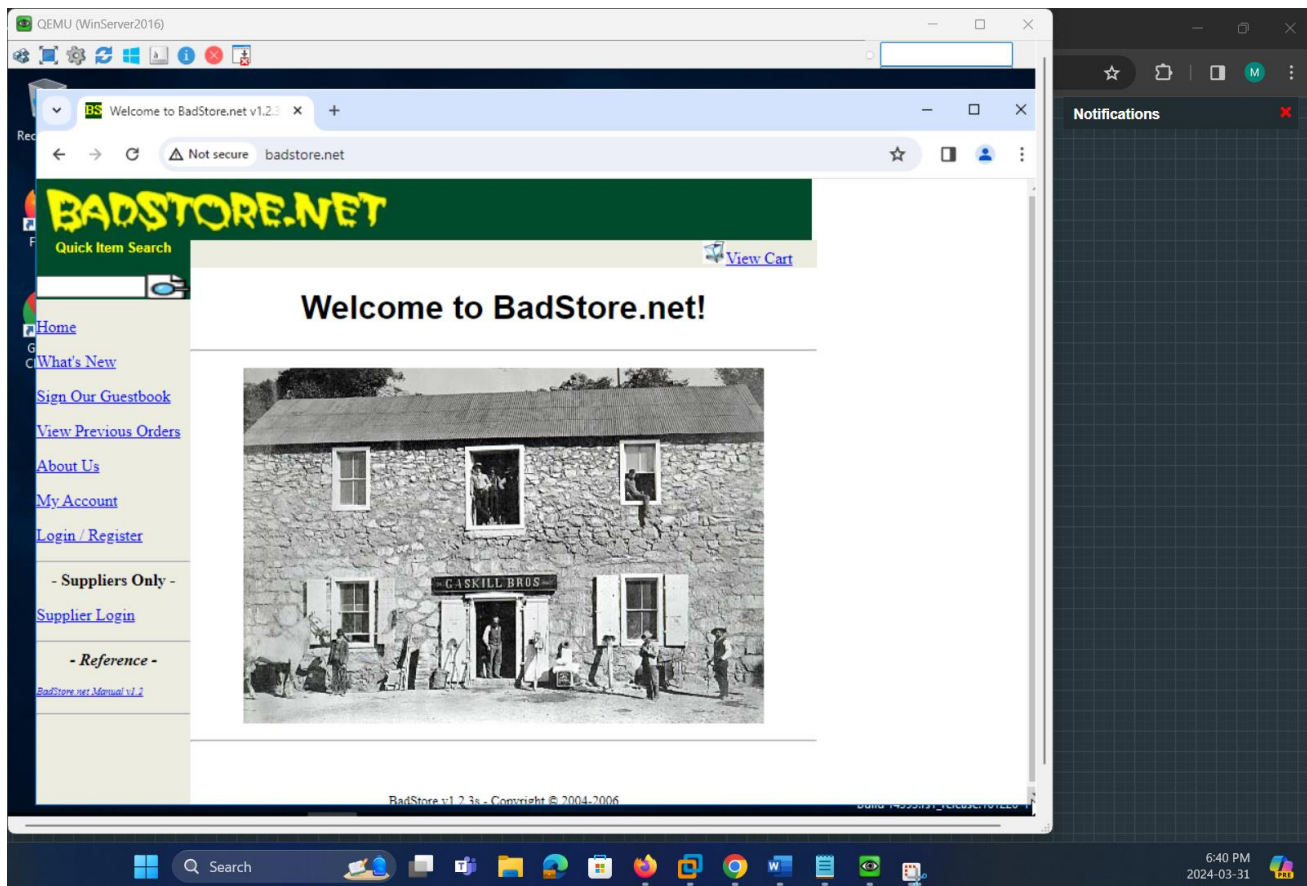 QEMU (WinServer2016)
Welcome to BadStore.net v1.2.3
Not secure badstore.net
M
Notifications
BADSTORE.NET
Quick Item Search
View Cart
Welcome to BadStore.net!
Home
What's New
Sign Our Guestbook
View Previous Orders
About Us
My Account
Login / Register
- Suppliers Only -
Supplier Login
- Reference -
BadStore.net Manual v1.2
GASKILL BROS
BadStore v1.2.3s - Copyright © 2004-2006
Search
6:40 PM
2024-03-31
PRE